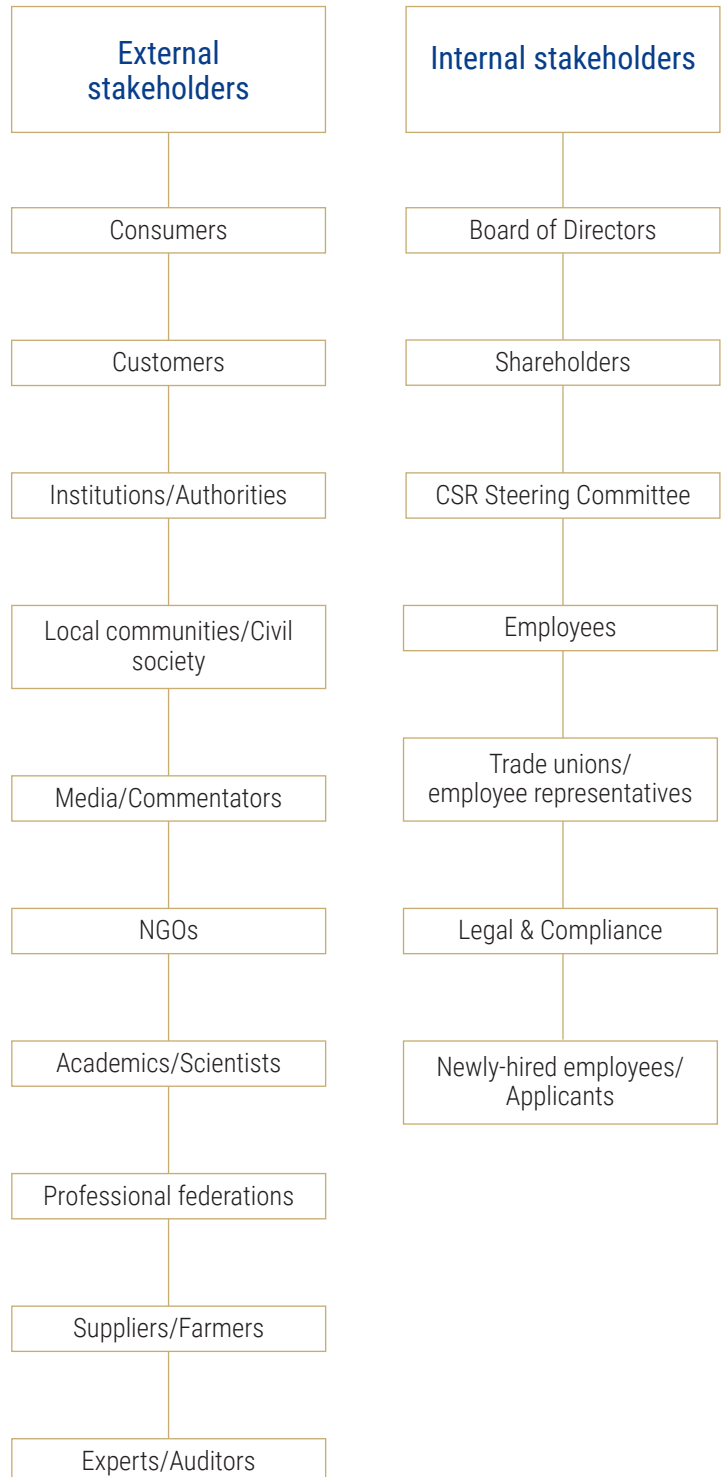 External
stakeholders
Consumers
Customers
Institutions/Authorities
Local communities/Civil
society
Media/Commentators
NGOs
Academics/Scientists
Professional federations
Suppliers/Farmers
Experts/Auditors
Internal stakeholders
Board of Directors
Shareholders
CSR Steering Committee
Employees
Trade unions/
employee representatives
Legal & Compliance
Newly-hired employees/
Applicants